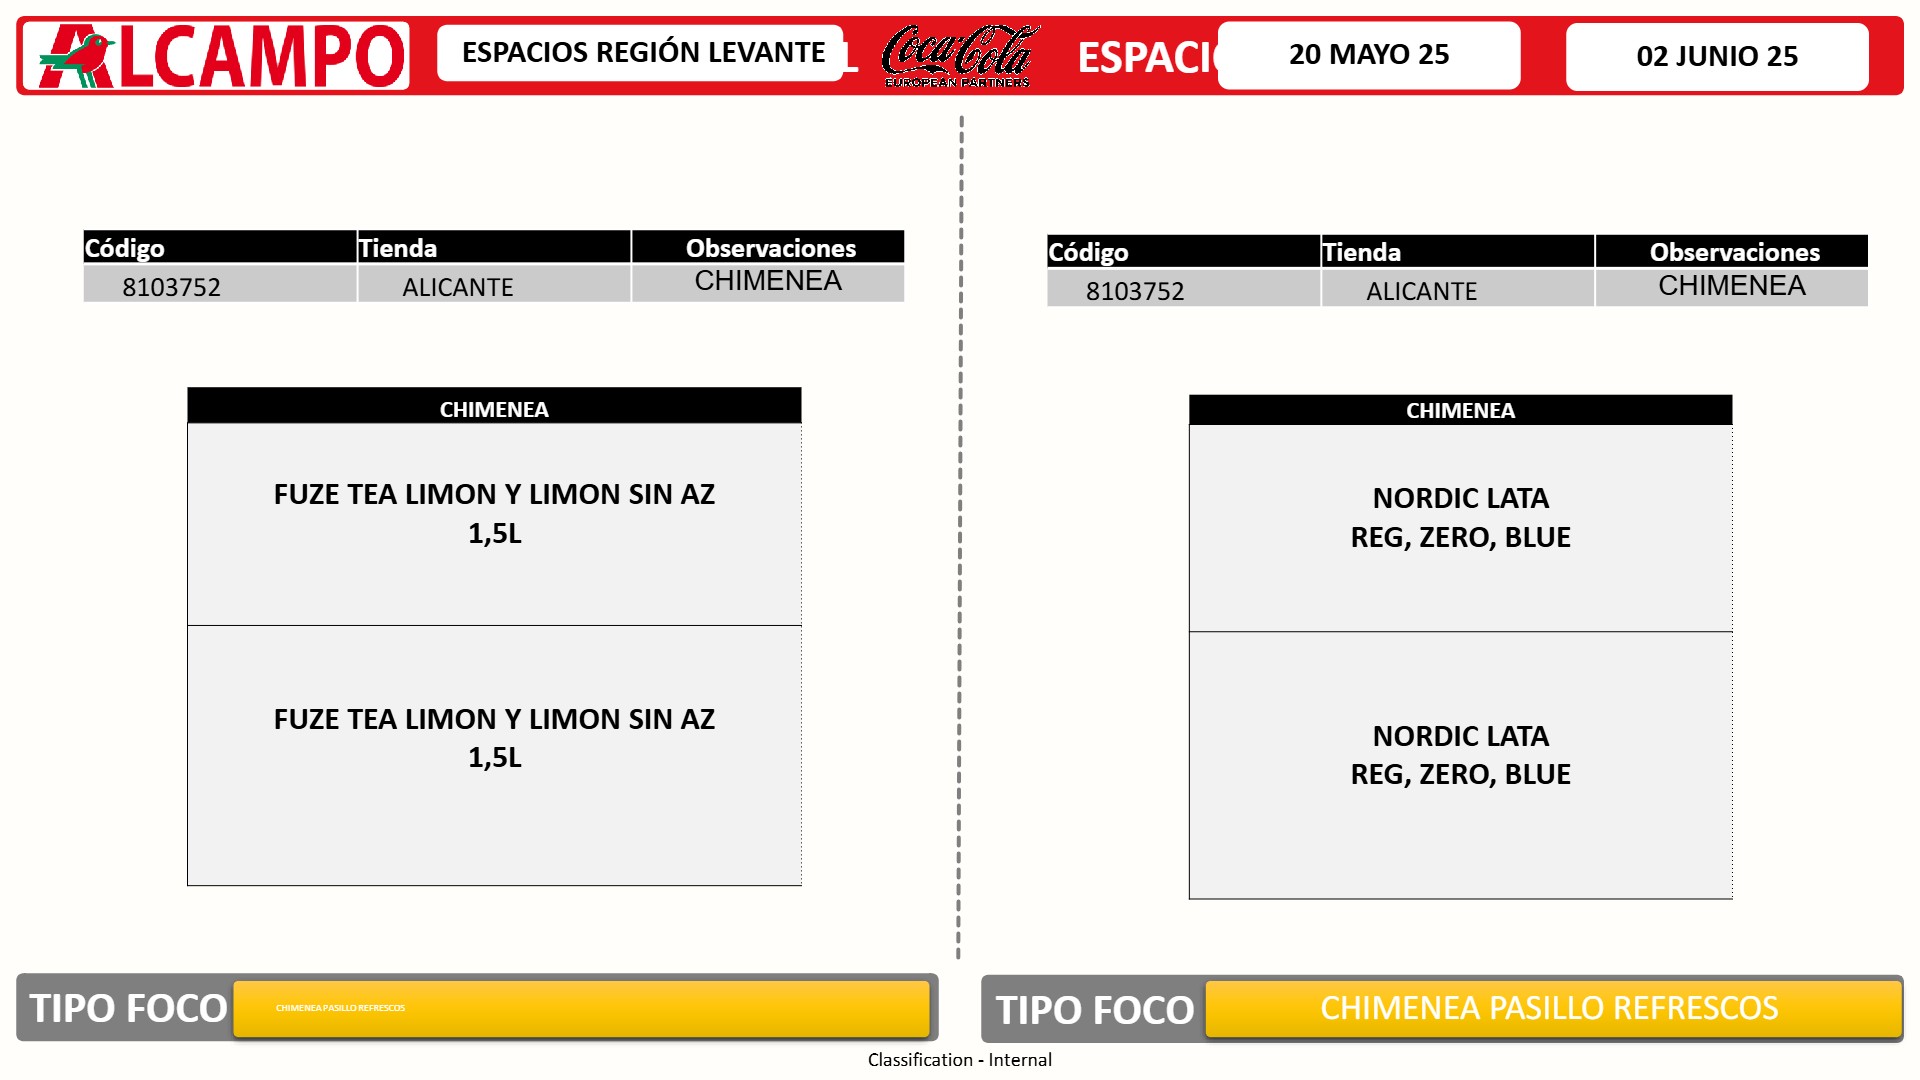 ALCAMPO
ESPACIOS REGIÓN LEVANTE
L
Coca-Cola
EUROPEAN PARTNERS
ESPACIO
20 MAYO 25
02 JUNIO 25
Código Tienda Observaciones
8103752 ALICANTE CHIMENEA
CHIMENEA
FUZE TEA LIMON Y LIMON SIN AZ
1,5L
FUZE TEA LIMON Y LIMON SIN AZ
1,5L
TIPO FOCO CHIMENEA PASILLO REFRESCOS
Código Tienda Observaciones
8103752 ALICANTE CHIMENEA
CHIMENEA
NORDIC LATA
REG, ZERO, BLUE
NORDIC LATA
REG, ZERO, BLUE
TIPO FOCO CHIMENEA PASILLO REFRESCOS
Classification - Internal